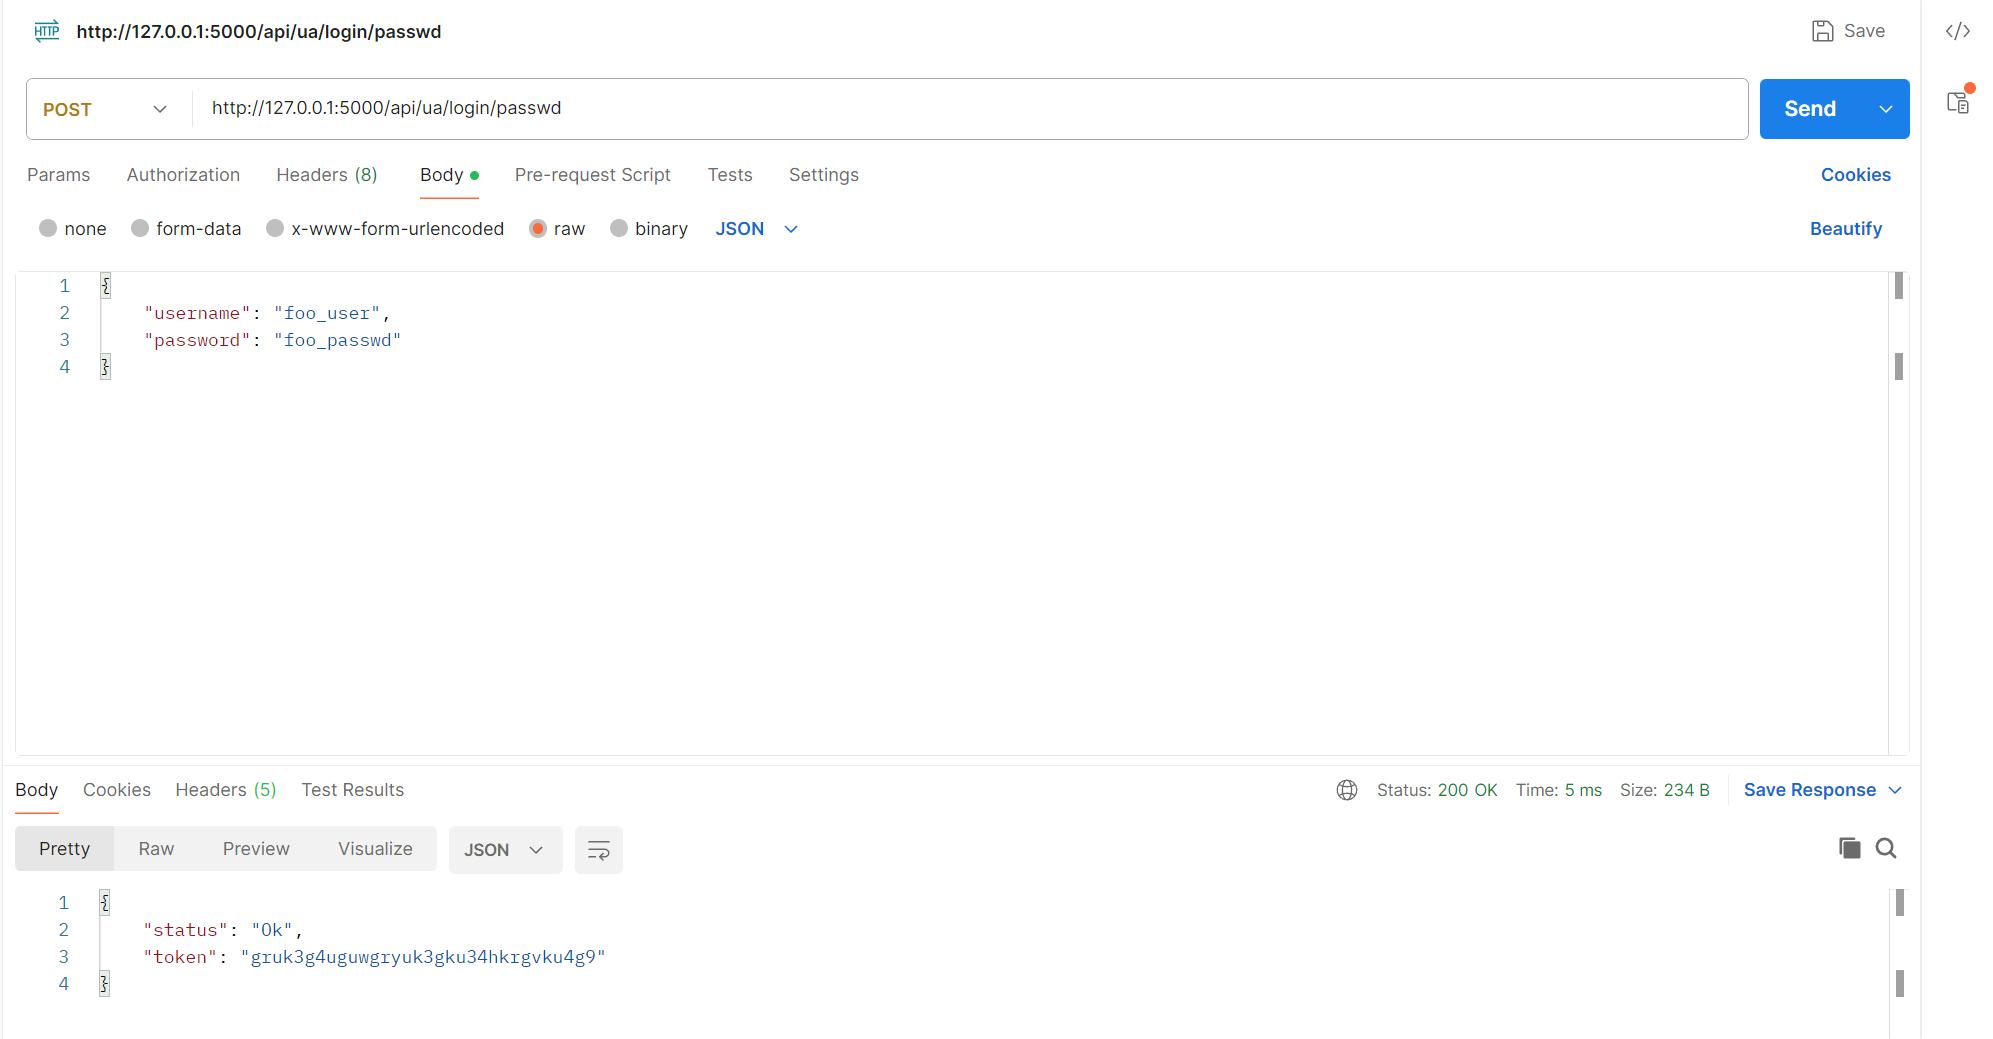 HTTP http://127.0.0.1:5000/api/ua/login/passwd Save
POST http://127.0.0.1:5000/api/ua/login/passwd Send
Params Authorization Headers (8) Body Pre-request Script Tests Settings Cookies
none form-data x-www-form-urlencoded raw binary JSON Beautify
1 {
2 "username": "foo_user",
3 "password": "foo_passwd"
4 }
Body Cookies Headers (5) Test Results Status: 200 OK Time: 5 ms Size: 234 B Save Response
Pretty Raw Preview Visualize JSON
1 {
2 "status": "Ok",
3 "token": "gruk3g4uguwgryuk3gku34hkrgvku4g9"
4 }